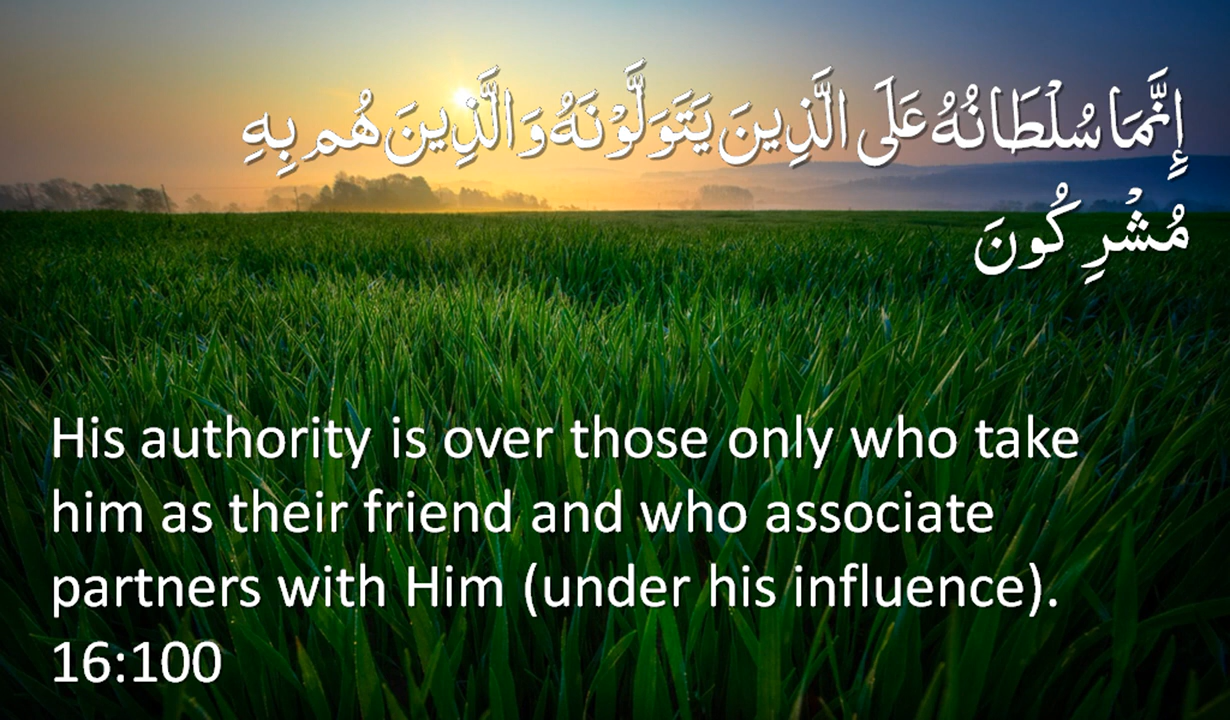 إِنَّمَا سُلْطَانُهُ عَلَى الَّذِينَ يَتَوَلَّوْنَهُ وَالَّذِينَ هُم بِهِ
مُشْرِكُونَ
His authority is over those only who take
him as their friend and who associate
partners with Him (under his influence).
16:100